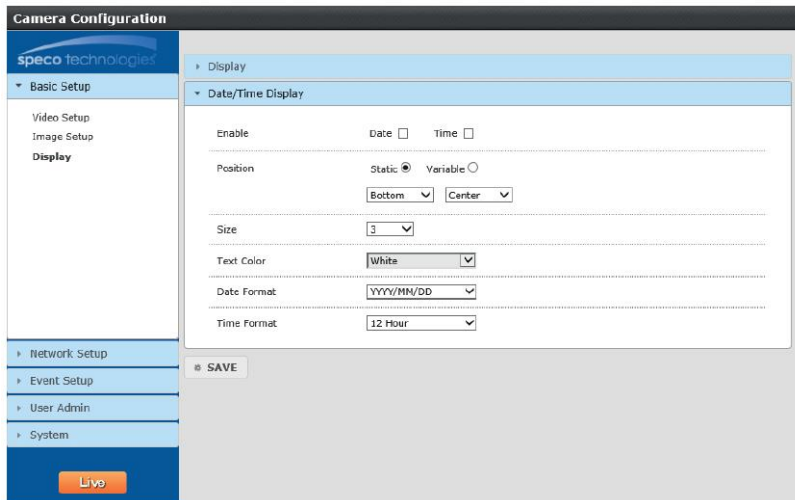 Camera Configuration
speco technologies
Basic Setup
Video Setup
Image Setup
Display
Network Setup
Event Setup
User Admin
System
Live
Display
Date/Time Display
Enable Date Time
Position Static Variable
Bottom Center
Size 3
Text Color White
Date Format YYYY/MM/DD
Time Format 12 Hour
SAVE